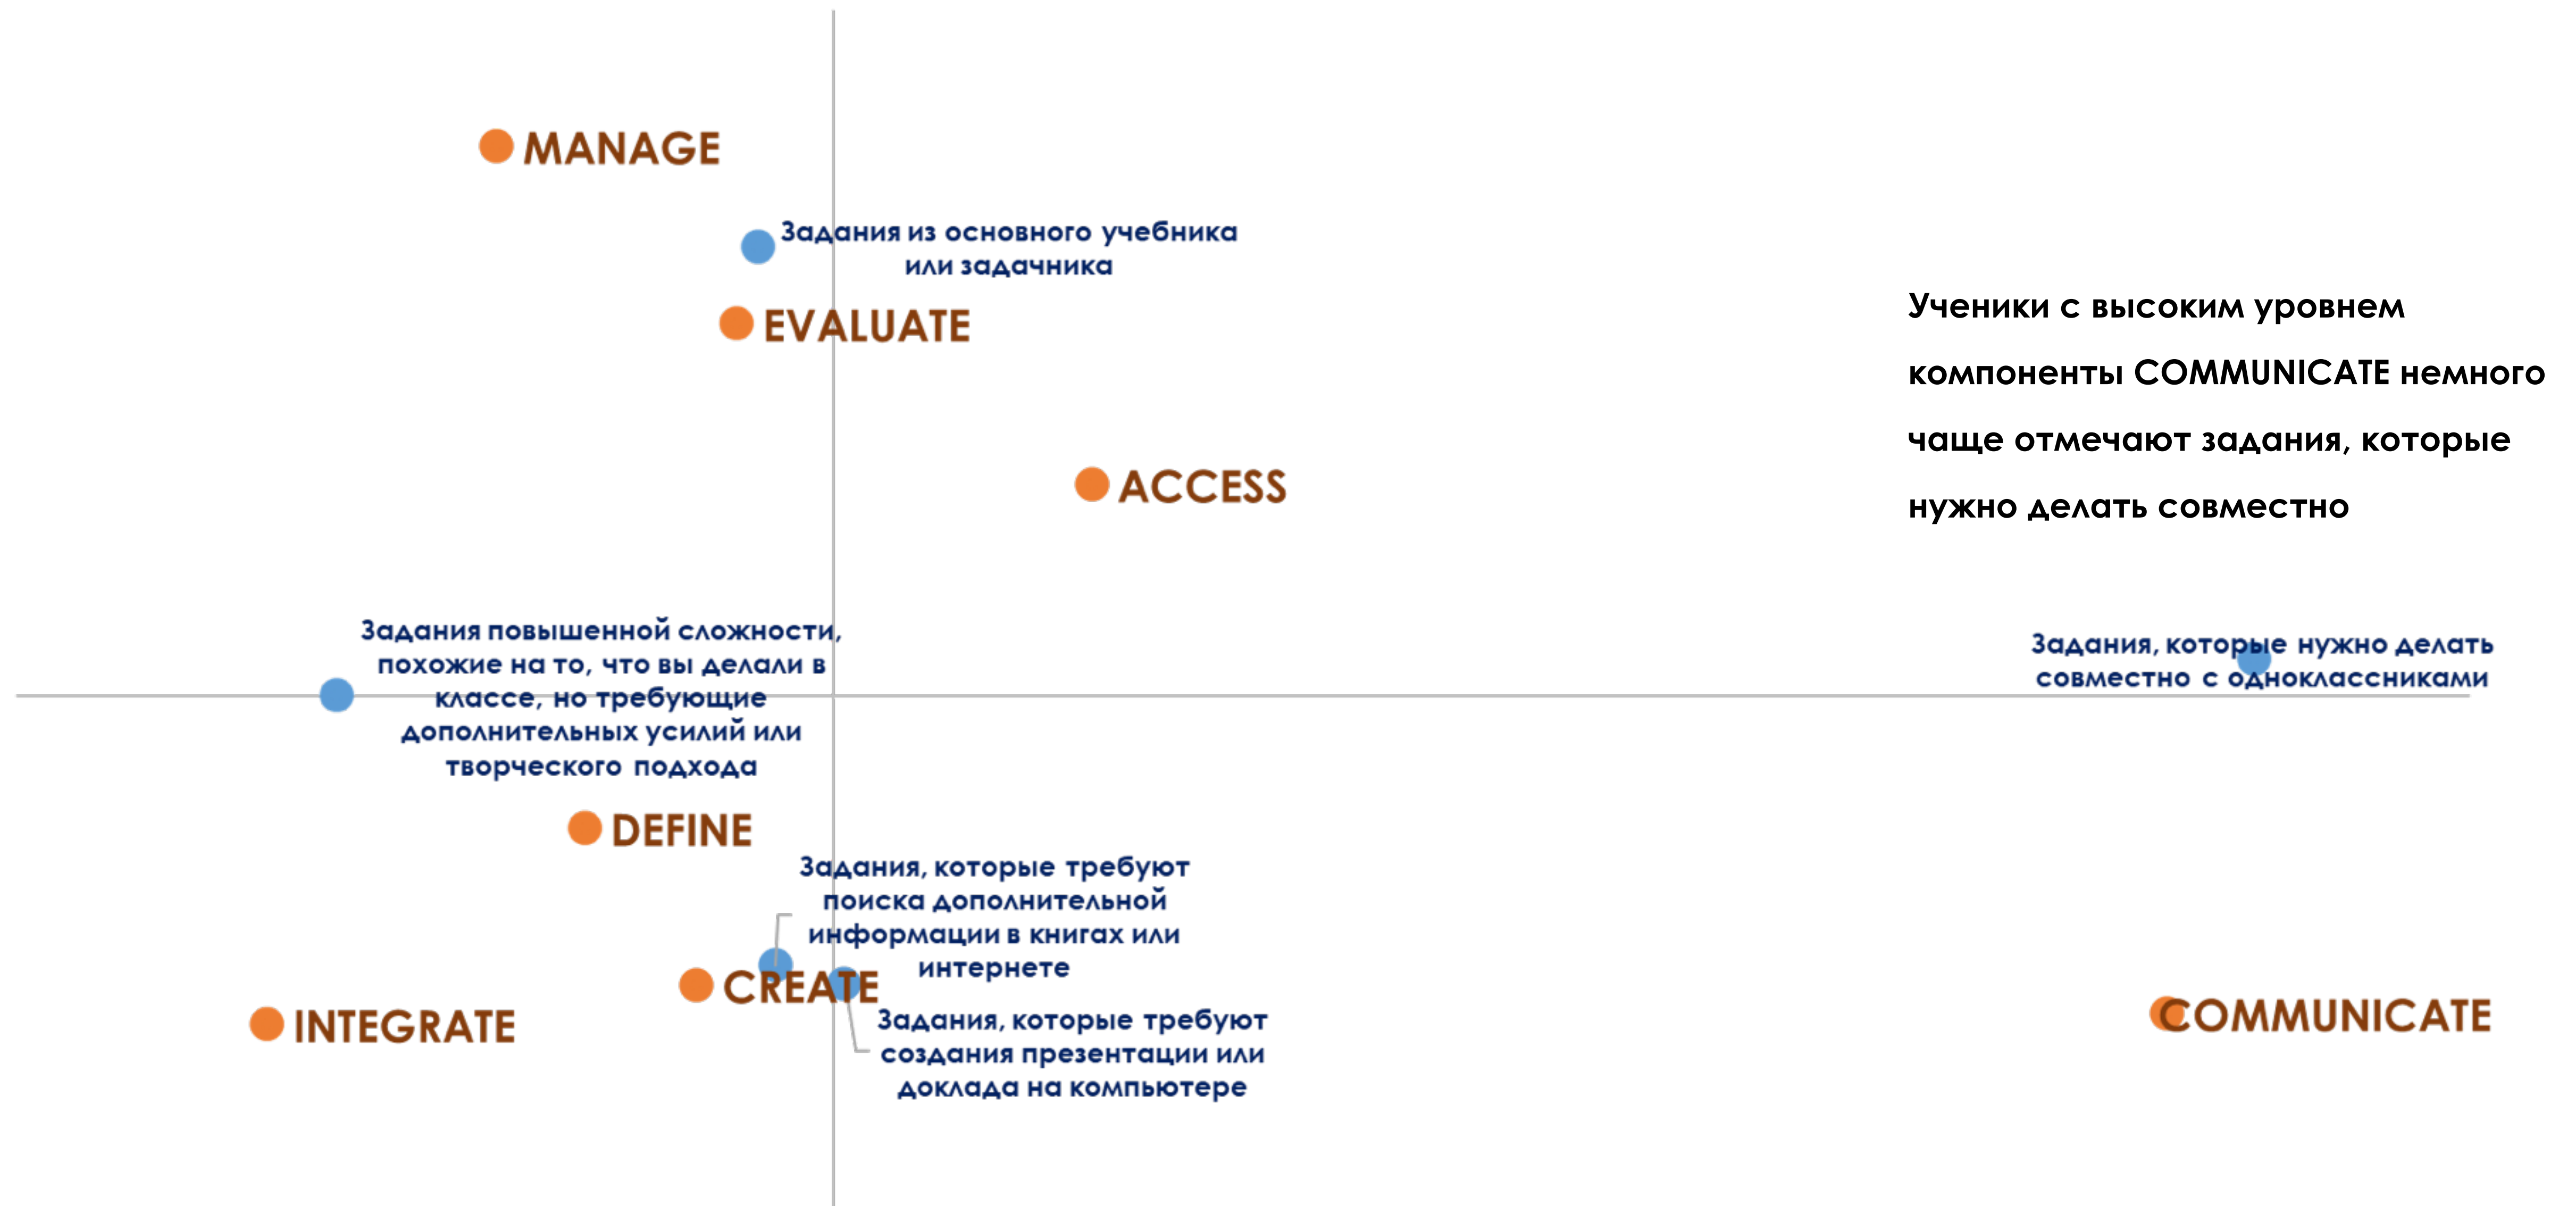 MANAGE
Задания из основного учебника
или задачника
EVALUATE
ACCESS
Ученики с высоким уровнем
компоненты COMMUNICATE немного
чаще отмечают задания, которые
нужно делать совместно
Задания повышенной сложности,
похожие на то, что вы делали в
классе, но требующие
дополнительных усилий или
творческого подхода
Задания, которые нужно делать
совместно с одноклассниками
DEFINE
Задания, которые требуют
поиска дополнительной
информации в книгах или
интернете
CREATE
INTEGRATE
Задания, которые требуют
создания презентации или
доклада на компьютере
COMMUNICATE